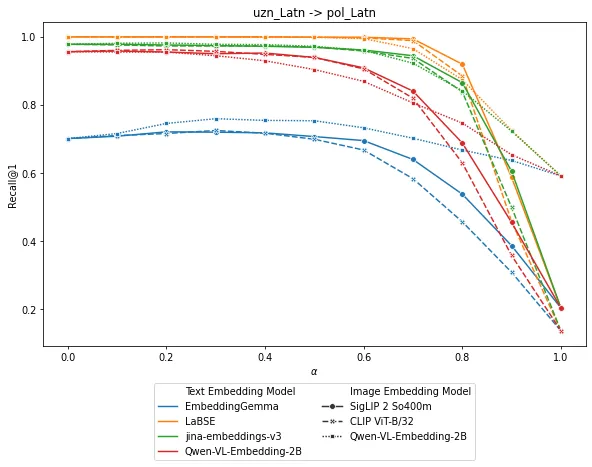 uzn_Latn -> pol_Latn
1.0
0.8
0.6
0.4
0.2
Recall@1
0.0 0.2 0.4 0.6 0.8 1.0
α
Text Embedding Model Image Embedding Model
EmbeddingGemma SigLIP 2 So400m
LaBSE CLIP ViT-B/32
jina-embeddings-v3 Qwen-VL-Embedding-2B
Qwen-VL-Embedding-2B